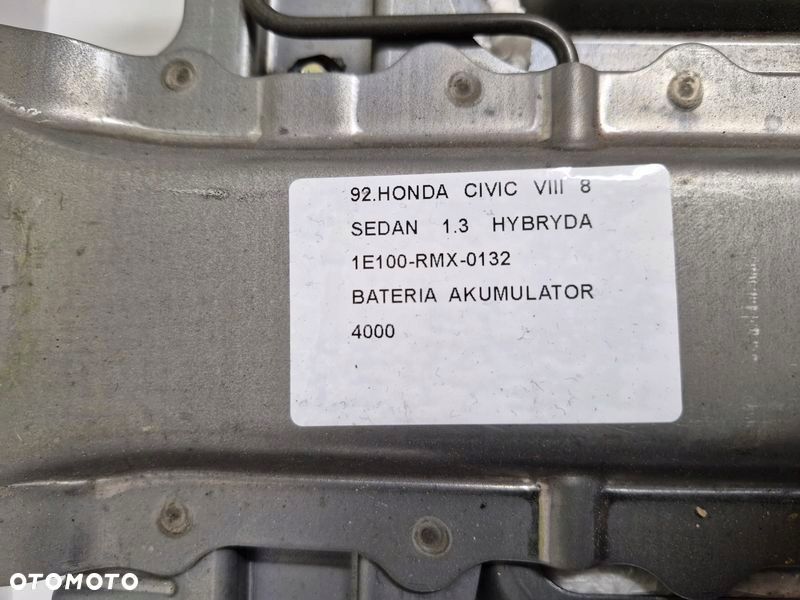 92.HONDA CIVIC VIII 8
SEDAN 1.3 HYBRYDA
1E100-RMX-0132
BATERIA AKUMULATOR
4000
OTOMOTO